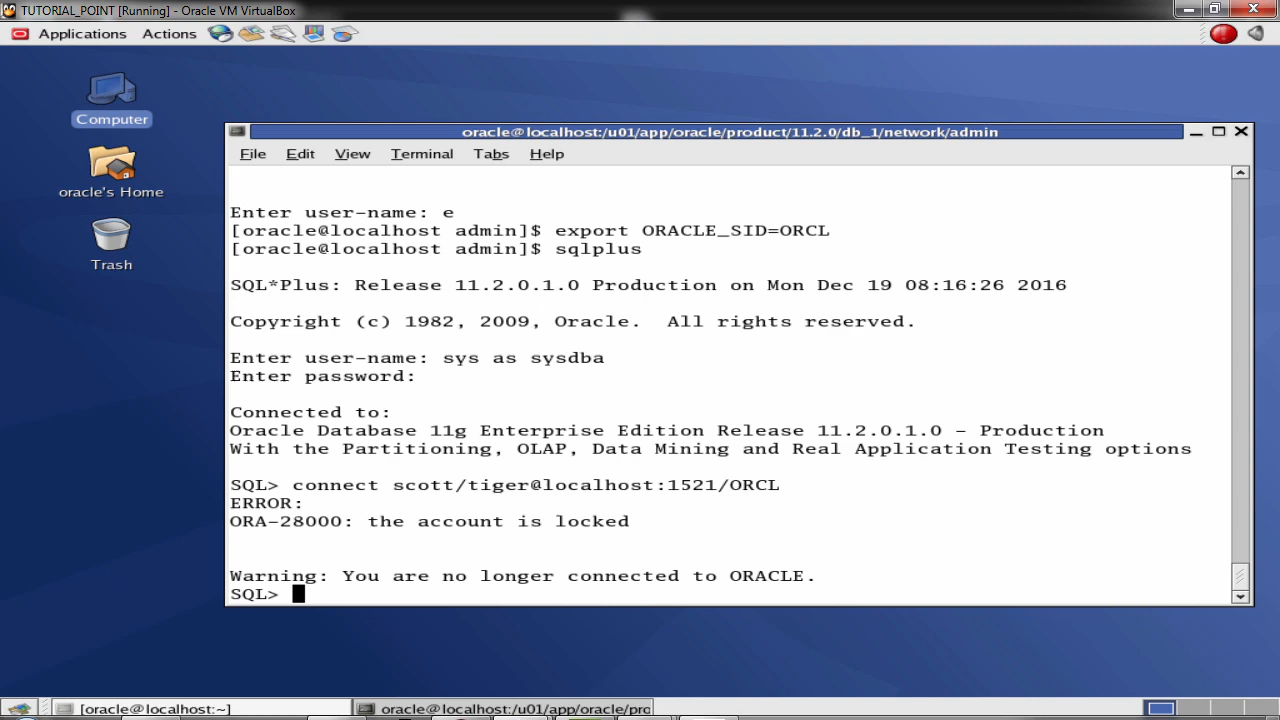 TUTORIAL_POINT [Running] - Oracle VM VirtualBox
Applications Actions
Computer
oracle's Home
Trash
oracle@localhost:/u01/app/oracle/product/11.2.0/db_1/network/admin
File Edit View Terminal Tabs Help
Enter user-name: e
[oracle@localhost admin]$ export ORACLE_SID=ORCL
[oracle@localhost admin]$ sqlplus
SQL*Plus: Release 11.2.0.1.0 Production on Mon Dec 19 08:16:26 2016
Copyright (c) 1982, 2009, Oracle.  All rights reserved.
Enter user-name: sys as sysdba
Enter password:
Connected to:
Oracle Database 11g Enterprise Edition Release 11.2.0.1.0 - Production
With the Partitioning, OLAP, Data Mining and Real Application Testing options
SQL> connect scott/tiger@localhost:1521/ORCL
ERROR:
ORA-28000: the account is locked
Warning: You are no longer connected to ORACLE.
SQL>
[oracle@localhost:~] oracle@localhost:/u01/app/oracle/pro